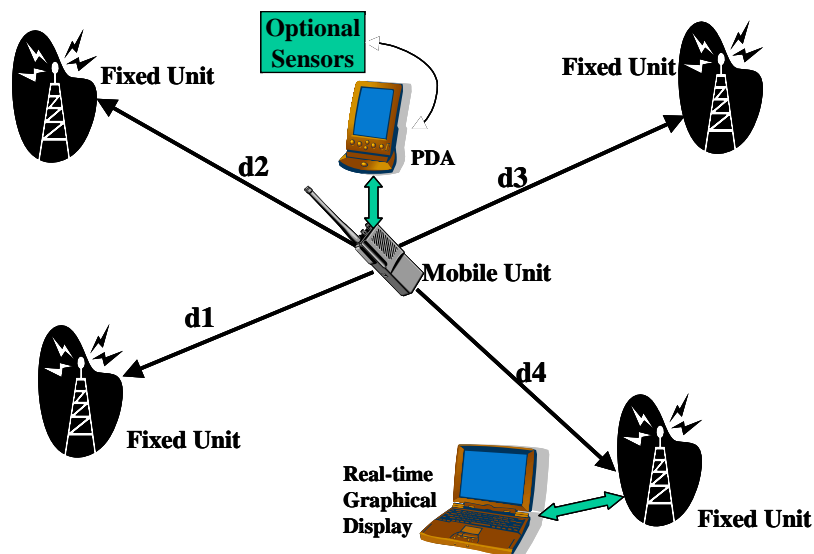 Optional
Sensors
Fixed Unit
Fixed Unit
PDA
d2
d3
Mobile Unit
d1
d4
Fixed Unit
Real-time
Graphical
Display
Fixed Unit